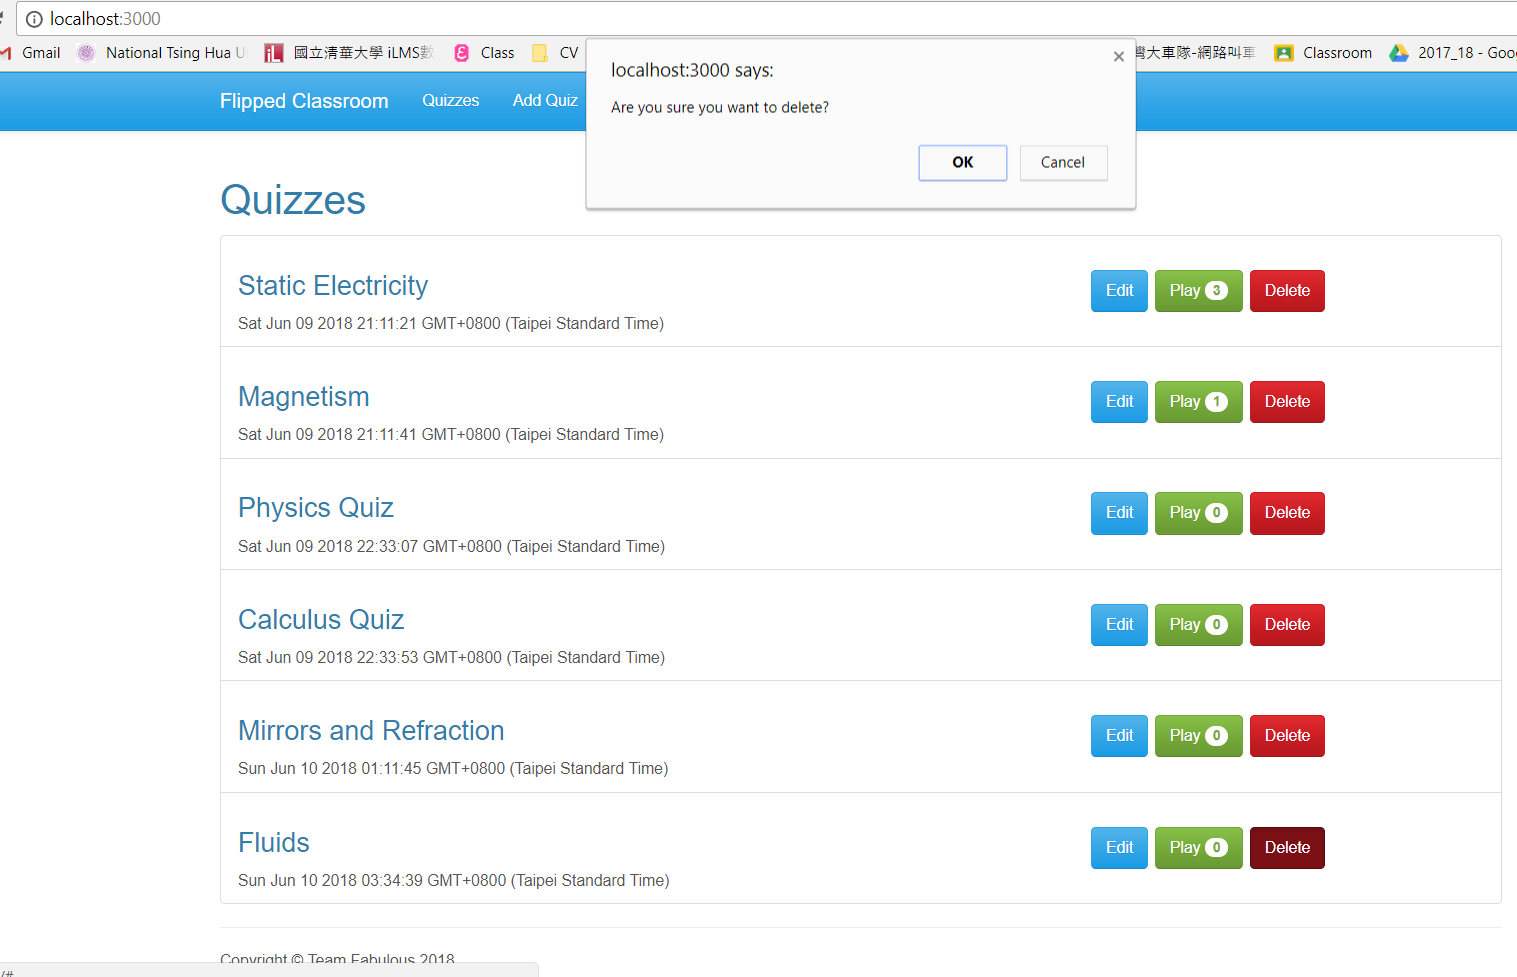 localhost:3000
Gmail National Tsing Hua U 國立清華大學 iLMS數 Class CV 灣大車隊-網路叫車 Classroom 2017_18 - Goo
localhost:3000 says:
Are you sure you want to delete?
OK Cancel
Flipped Classroom Quizzes Add Quiz
Quizzes
Static Electricity
Edit Play 3 Delete
Sat Jun 09 2018 21:11:21 GMT+0800 (Taipei Standard Time)
Magnetism
Edit Play 1 Delete
Sat Jun 09 2018 21:11:41 GMT+0800 (Taipei Standard Time)
Physics Quiz
Edit Play 0 Delete
Sat Jun 09 2018 22:33:07 GMT+0800 (Taipei Standard Time)
Calculus Quiz
Edit Play 0 Delete
Sat Jun 09 2018 22:33:53 GMT+0800 (Taipei Standard Time)
Mirrors and Refraction
Edit Play 0 Delete
Sun Jun 10 2018 01:11:45 GMT+0800 (Taipei Standard Time)
Fluids
Edit Play 0 Delete
Sun Jun 10 2018 03:34:39 GMT+0800 (Taipei Standard Time)
Copyright © Team Fabulous 2018
/#